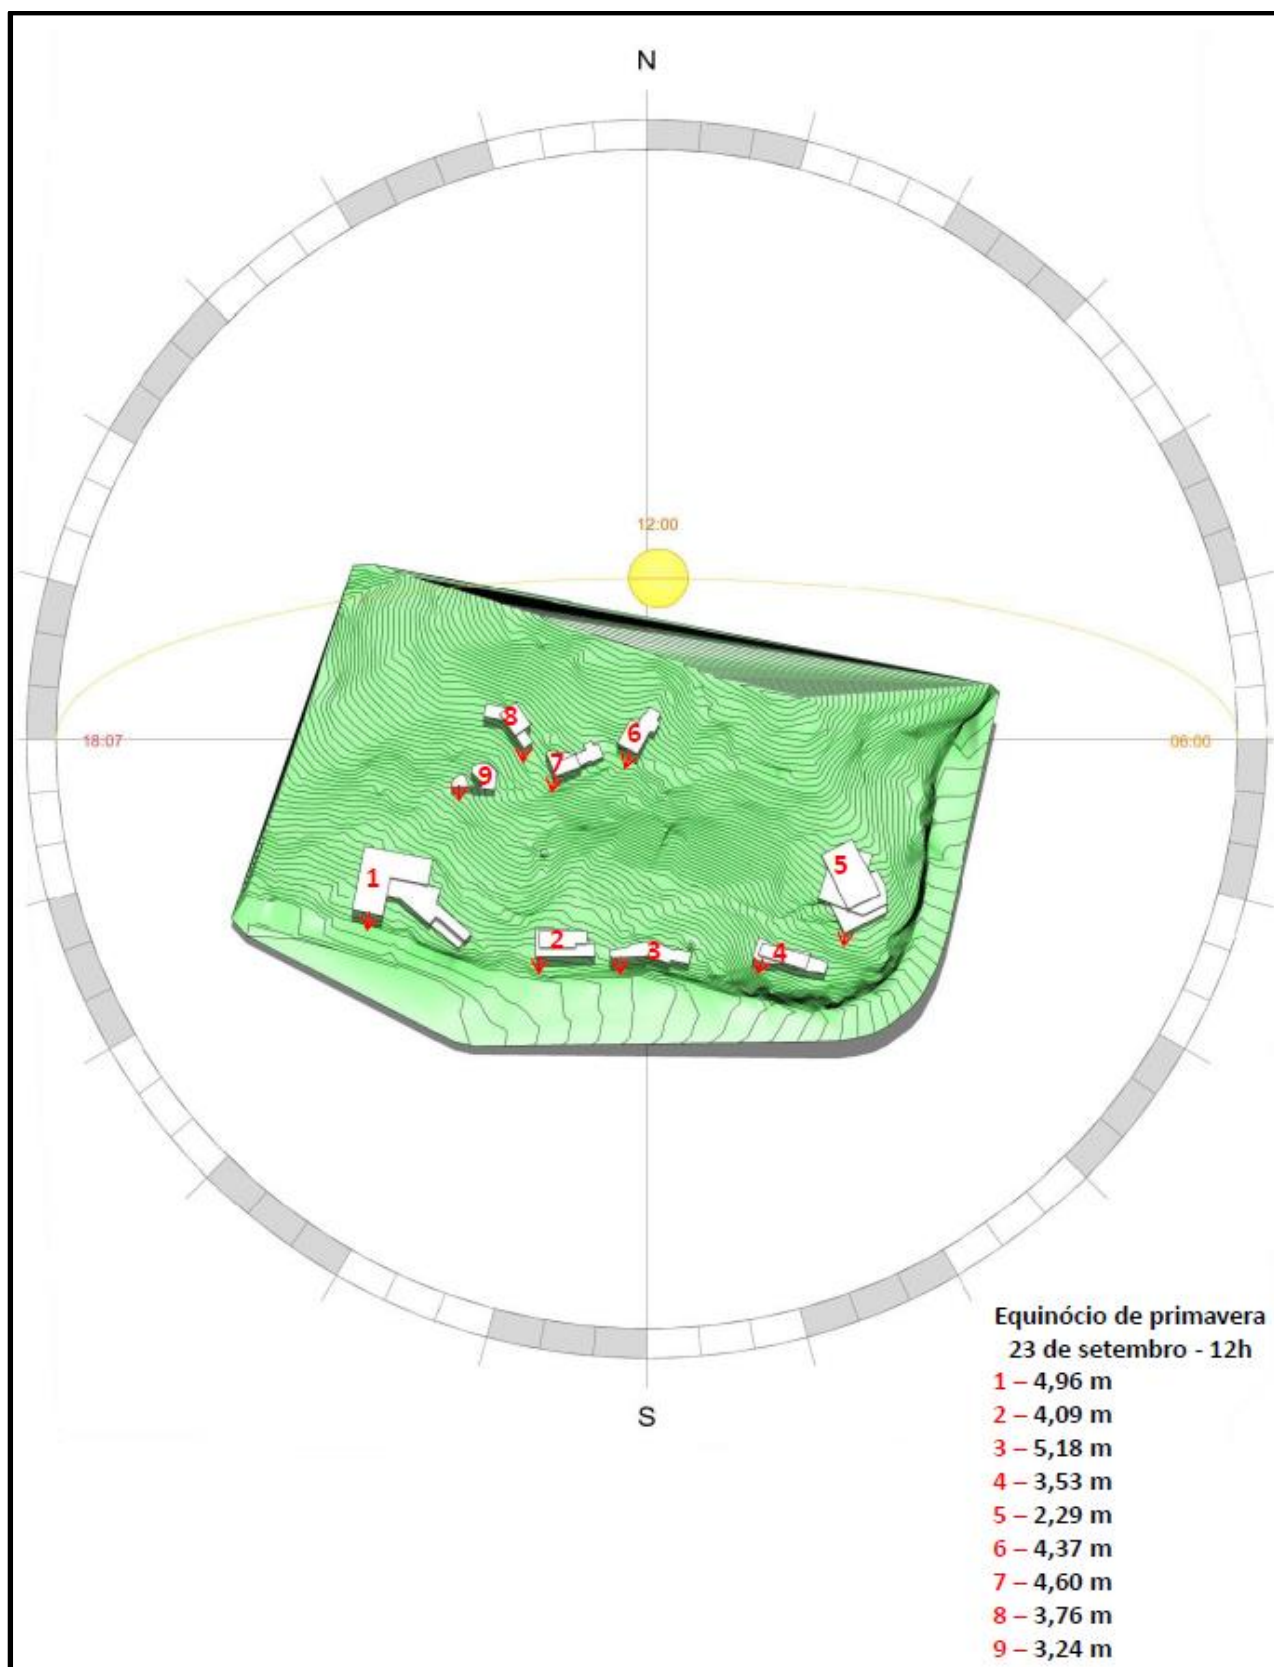 N
12:00
18:07
06:00
8
6
7
9
5
1
2
3
4
S
Equinócio de primavera
23 de setembro - 12h
1 – 4,96 m
2 – 4,09 m
3 – 5,18 m
4 – 3,53 m
5 – 2,29 m
6 – 4,37 m
7 – 4,60 m
8 – 3,76 m
9 – 3,24 m